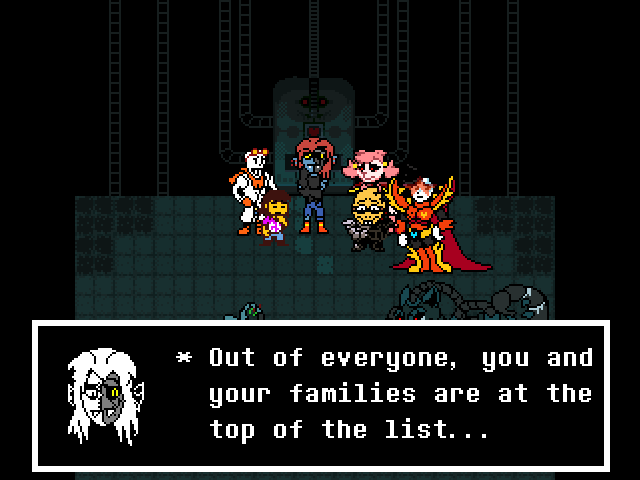 * Out of everyone, you and
your families are at the
top of the list...